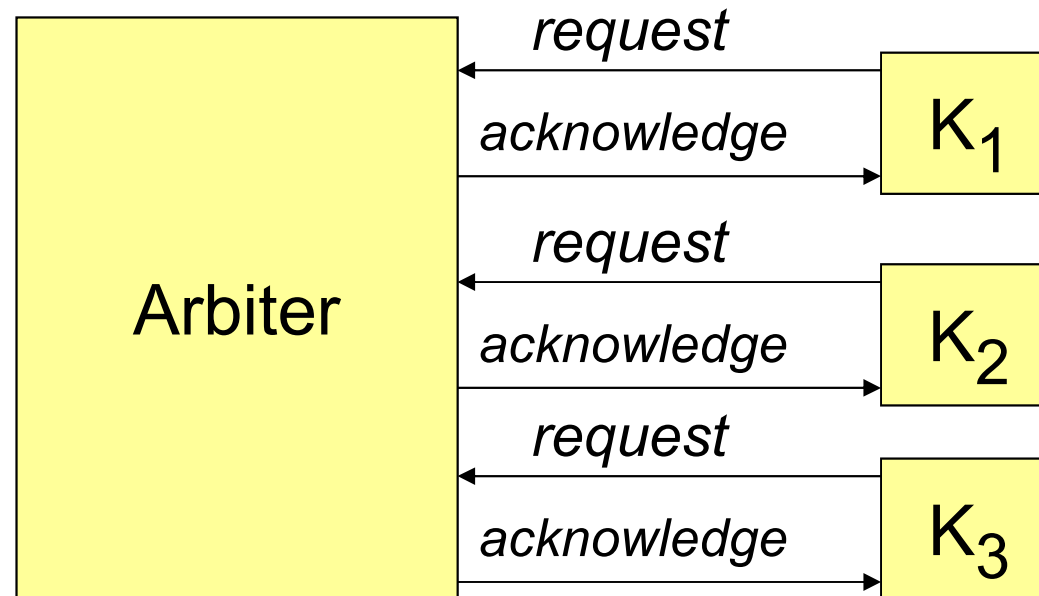 request
acknowledge
K1
request
Arbiter
acknowledge
K2
request
acknowledge
K3